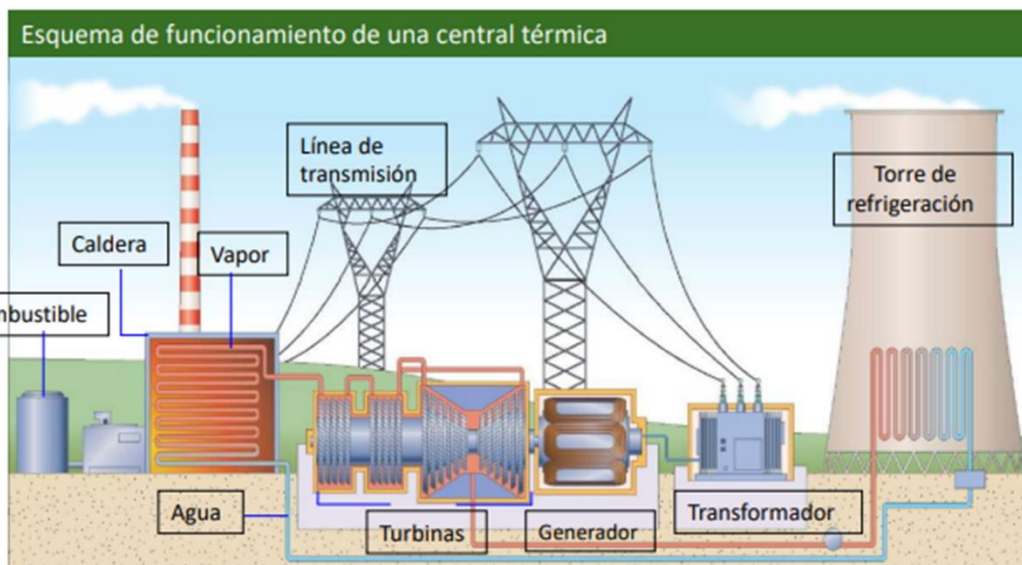 Esquema de funcionamiento de una central térmica
Línea de
transmisión
Torre de
refrigeración
Caldera
Vapor
mbustible
Agua
Turbinas
Generador
Transformador